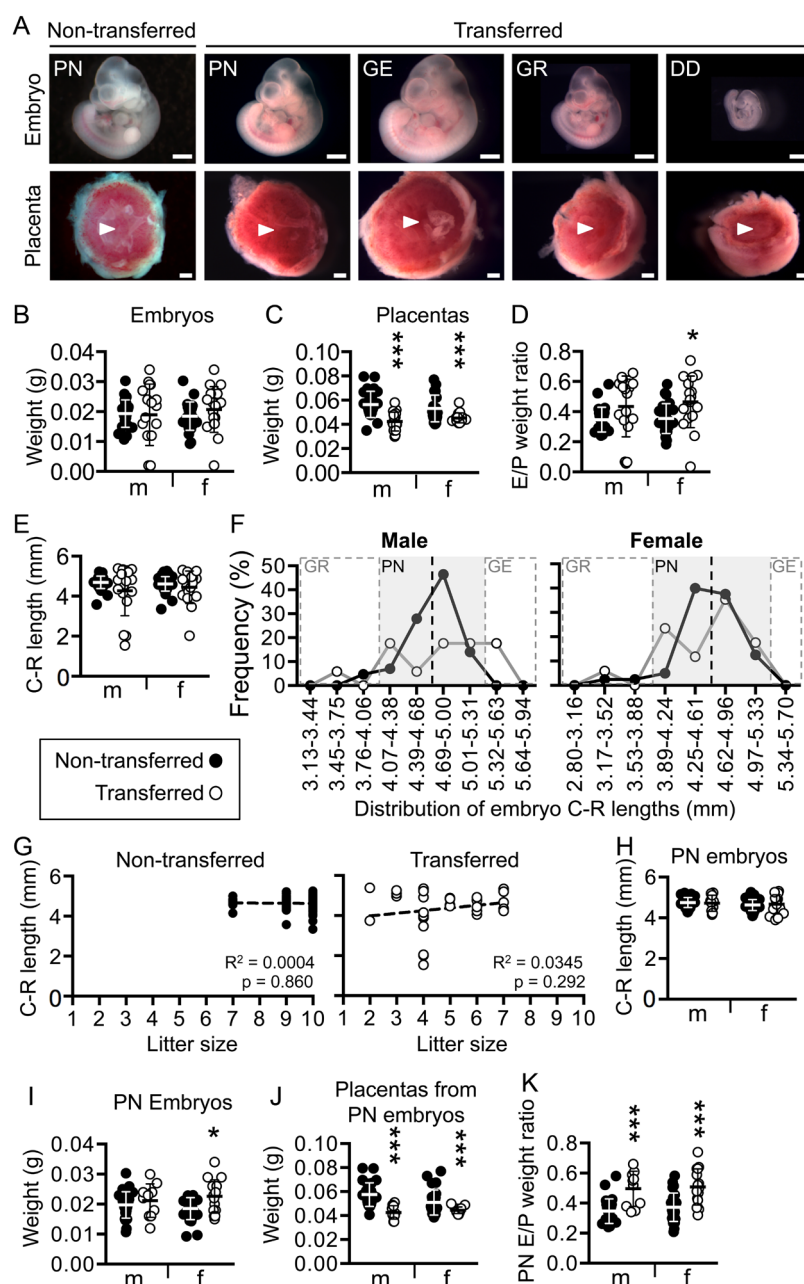 A
Non-transferred
Transferred
PN
PN
GE
GR
DD
Embryo
Placenta
B
Embryos
Weight (g)
0.04
0.03
0.02
0.01
0.00
m
f
C
Placentas
Weight (g)
0.10
0.08
0.06
0.04
0.02
0.00
***
***
m
f
D
E/P weight ratio
0.8
0.6
0.4
0.2
0.0
*
m
f
E
C-R length (mm)
6
4
2
0
m
f
Non-transferred
Transferred
F
Male
Female
Frequency (%)
50
40
30
20
10
0
GR
PN
GE
GR
PN
GE
3.13-3.44
3.45-3.75
3.76-4.06
4.07-4.38
4.39-4.68
4.69-5.00
5.01-5.31
5.32-5.63
5.64-5.94
2.80-3.16
3.17-3.52
3.53-3.88
3.89-4.24
4.25-4.61
4.62-4.96
4.97-5.33
5.34-5.70
Distribution of embryo C-R lengths (mm)
G
Non-transferred
Transferred
C-R length (mm)
6
4
2
0
R² = 0.0004
p = 0.860
R² = 0.0345
p = 0.292
1 2 3 4 5 6 7 8 9 10
1 2 3 4 5 6 7 8 9 10
Litter size
Litter size
H
PN embryos
C-R length (mm)
6
4
2
0
m
f
I
PN Embryos
Weight (g)
0.04
0.03
0.02
0.01
0.00
*
m
f
J
Placentas from
PN embryos
Weight (g)
0.10
0.08
0.06
0.04
0.02
0.00
***
***
m
f
K
PN E/P weight ratio
0.8
0.6
0.4
0.2
0.0
***
***
m
f